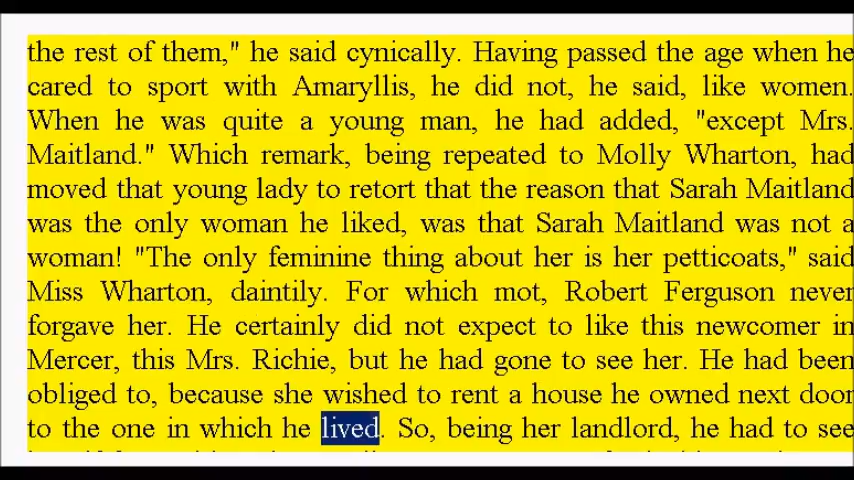 the rest of them," he said cynically. Having passed the age when he
cared to sport with Amaryllis, he did not, he said, like women.
When he was quite a young man, he had added, "except Mrs.
Maitland." Which remark, being repeated to Molly Wharton, had
moved that young lady to retort that the reason that Sarah Maitland
was the only woman he liked, was that Sarah Maitland was not a
woman! "The only feminine thing about her is her petticoats," said
Miss Wharton, daintily. For which mot, Robert Ferguson never
forgave her. He certainly did not expect to like this newcomer in
Mercer, this Mrs. Richie, but he had gone to see her. He had been
obliged to, because she wished to rent a house he owned next door
to the one in which he lived. So, being her landlord, he had to see